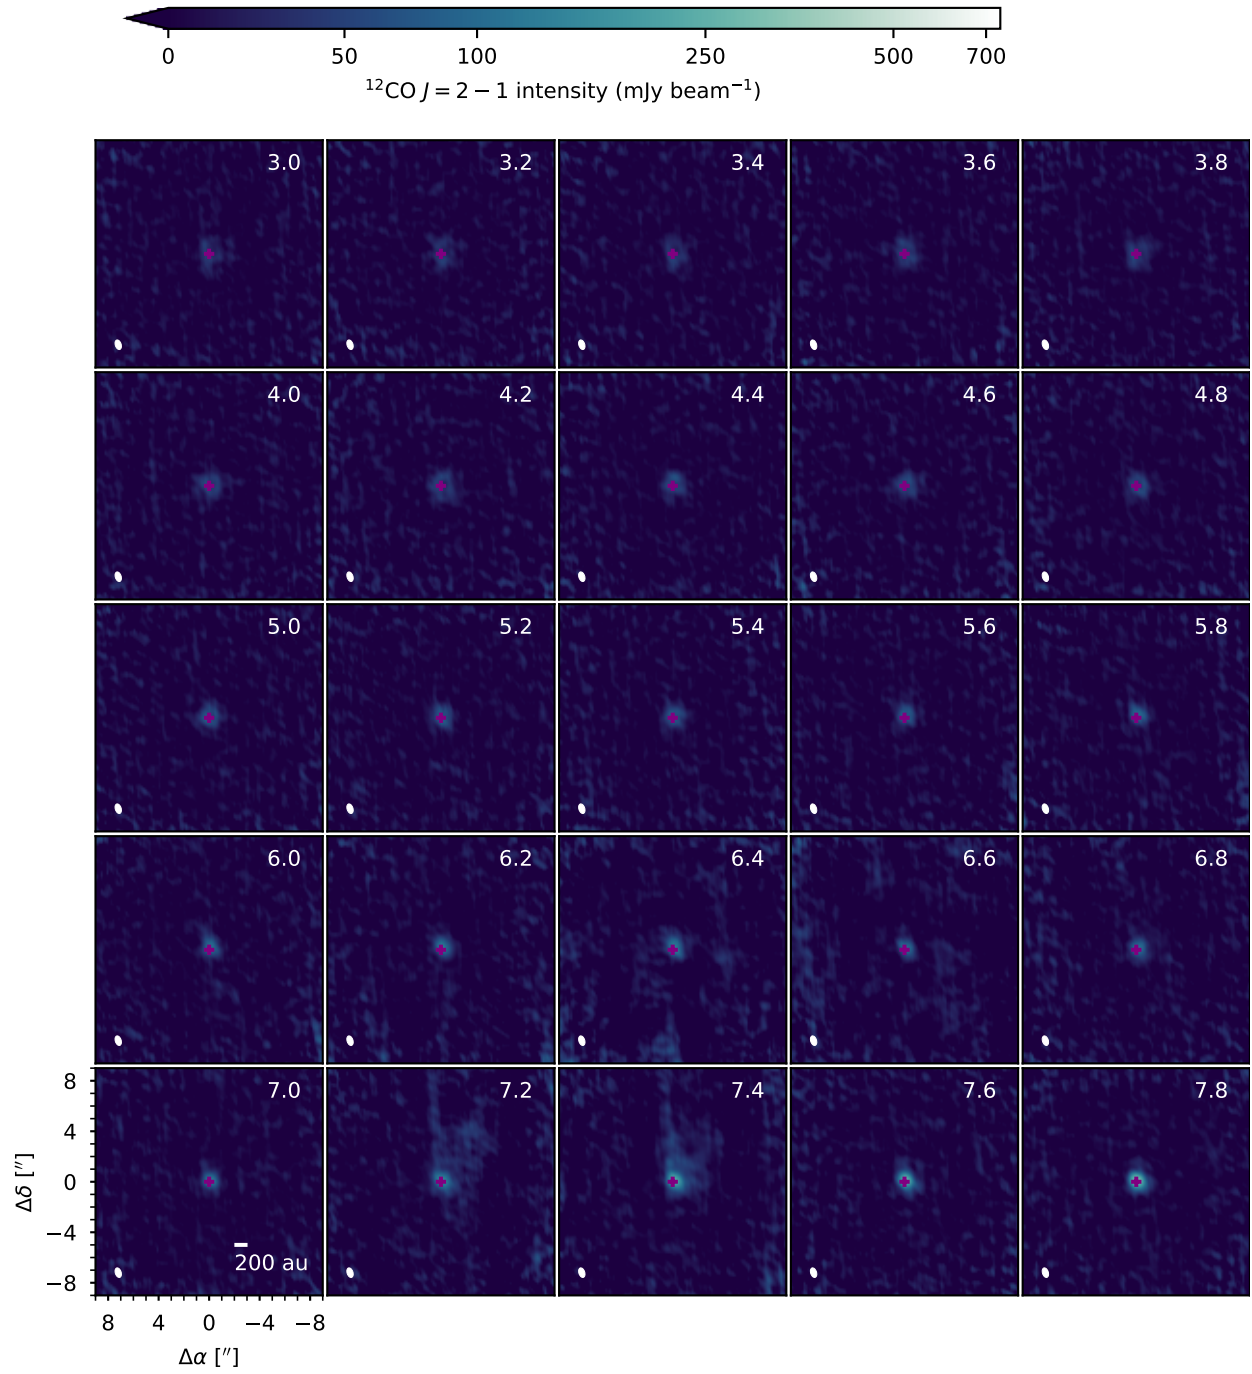 0 50 100 250 500 700
¹²CO J = 2 − 1 intensity (mJy beam⁻¹)
3.0 3.2 3.4 3.6 3.8
4.0 4.2 4.4 4.6 4.8
5.0 5.2 5.4 5.6 5.8
6.0 6.2 6.4 6.6 6.8
7.0 7.2 7.4 7.6 7.8
8
4
0
−4
−8
Δδ [″]
200 au
8 4 0 −4 −8
Δα [″]